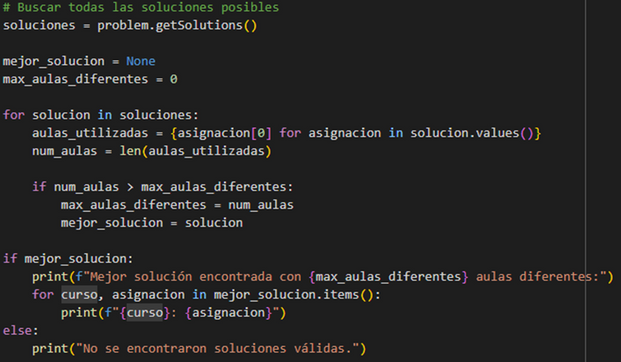 # Buscar todas las soluciones posibles
soluciones = problem.getSolutions()
mejor_solucion = None
max_aulas_diferentes = 0
for solucion in soluciones:
aulas_utilizadas = {asignacion[0] for asignacion in solucion.values()}
num_aulas = len(aulas_utilizadas)
if num_aulas > max_aulas_diferentes:
max_aulas_diferentes = num_aulas
mejor_solucion = solucion
if mejor_solucion:
print(f"Mejor solución encontrada con {max_aulas_diferentes} aulas diferentes:")
for curso, asignacion in mejor_solucion.items():
print(f"{curso}: {asignacion}")
else:
print("No se encontraron soluciones válidas.")